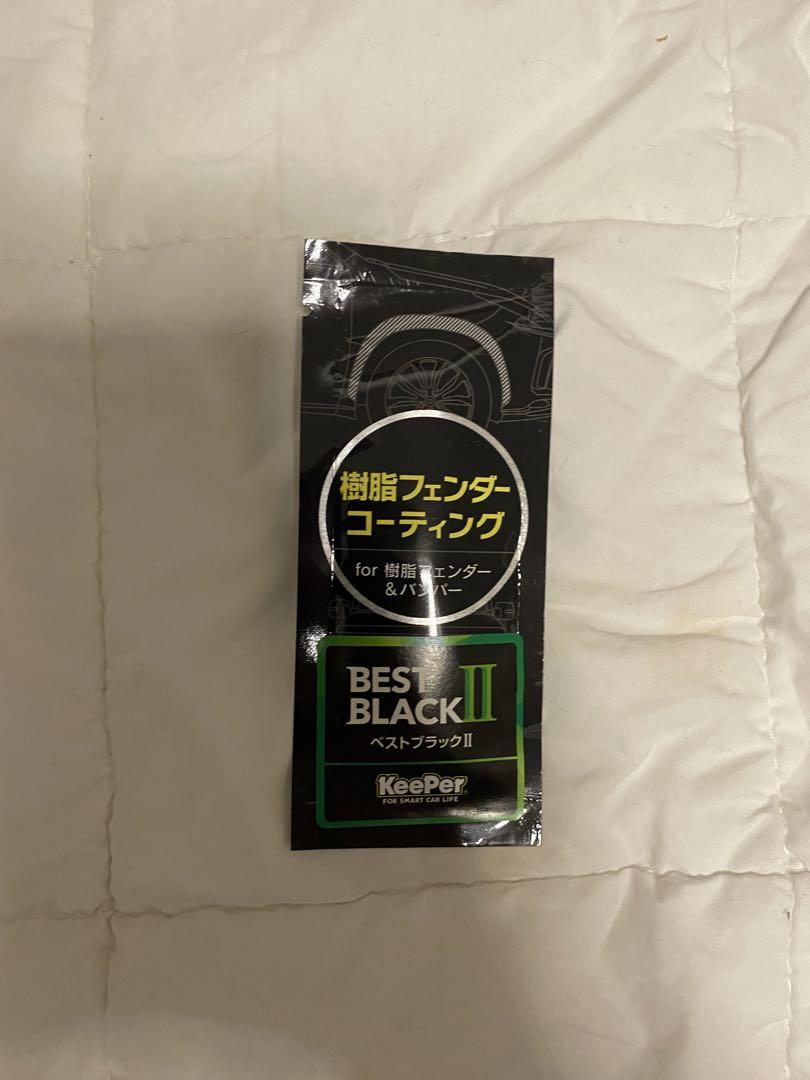 樹脂フェンダー
コーティング
for 樹脂フェンダー
&バンパー
BEST
BLACKⅡ
ベストブラックⅡ
KeePer
FOR SMART CAR LIFE